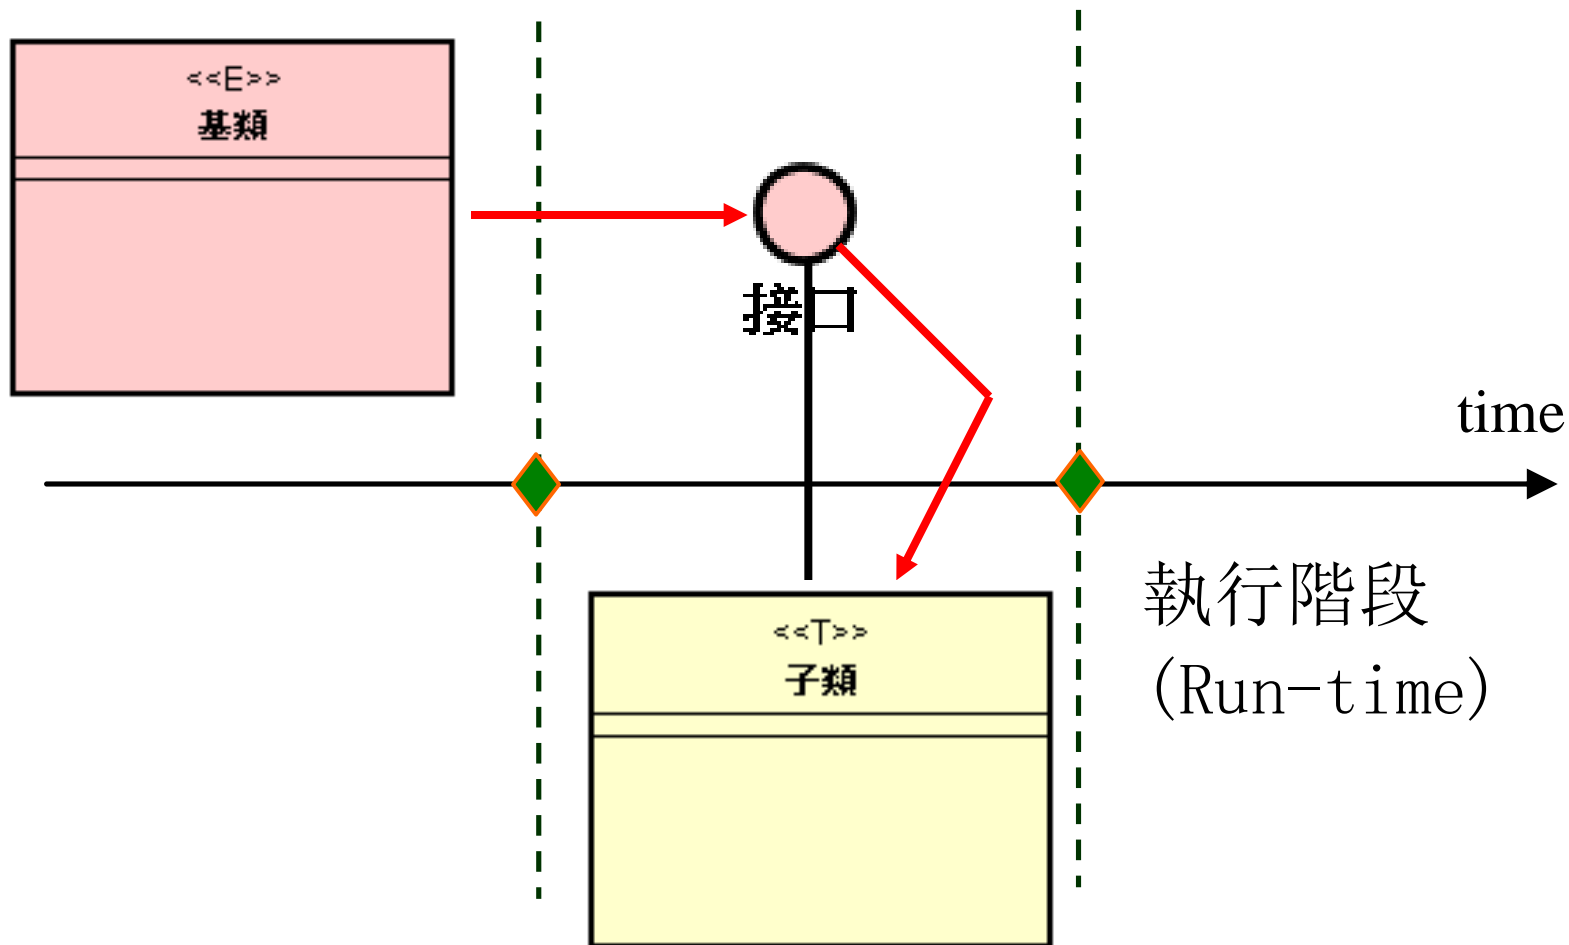 <<E>>
基類
接口
time
<<T>>
子類
執行階段
(Run-time)